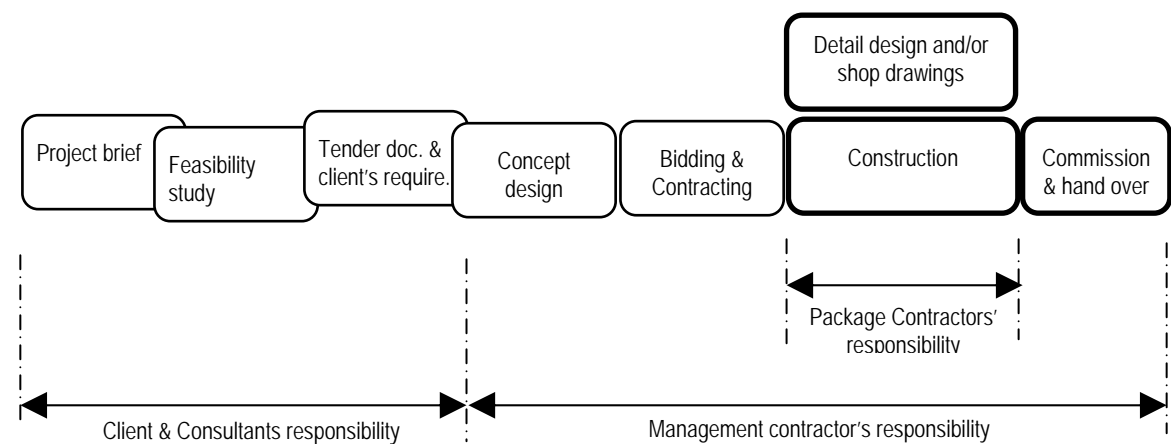 Detail design and/or
shop drawings
Project brief
Feasibility
study
Tender doc. &
client's require.
Concept
design
Bidding &
Contracting
Construction
Commission
& hand over
Package Contractors'
responsibility
Client & Consultants responsibility
Management contractor's responsibility